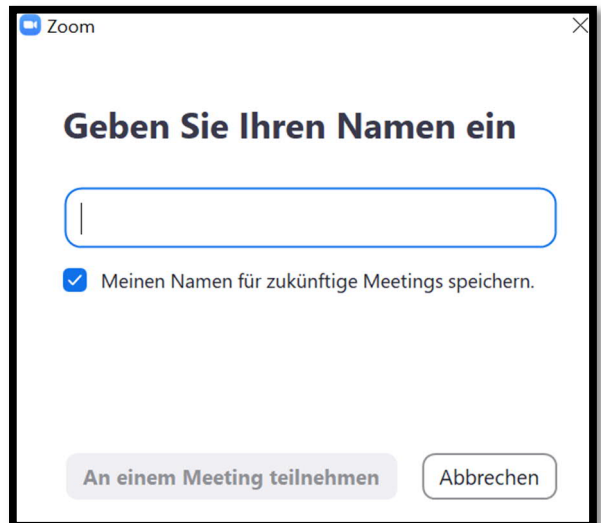 Zoom
Geben Sie Ihren Namen ein
Meinen Namen für zukünftige Meetings speichern.
An einem Meeting teilnehmen
Abbrechen